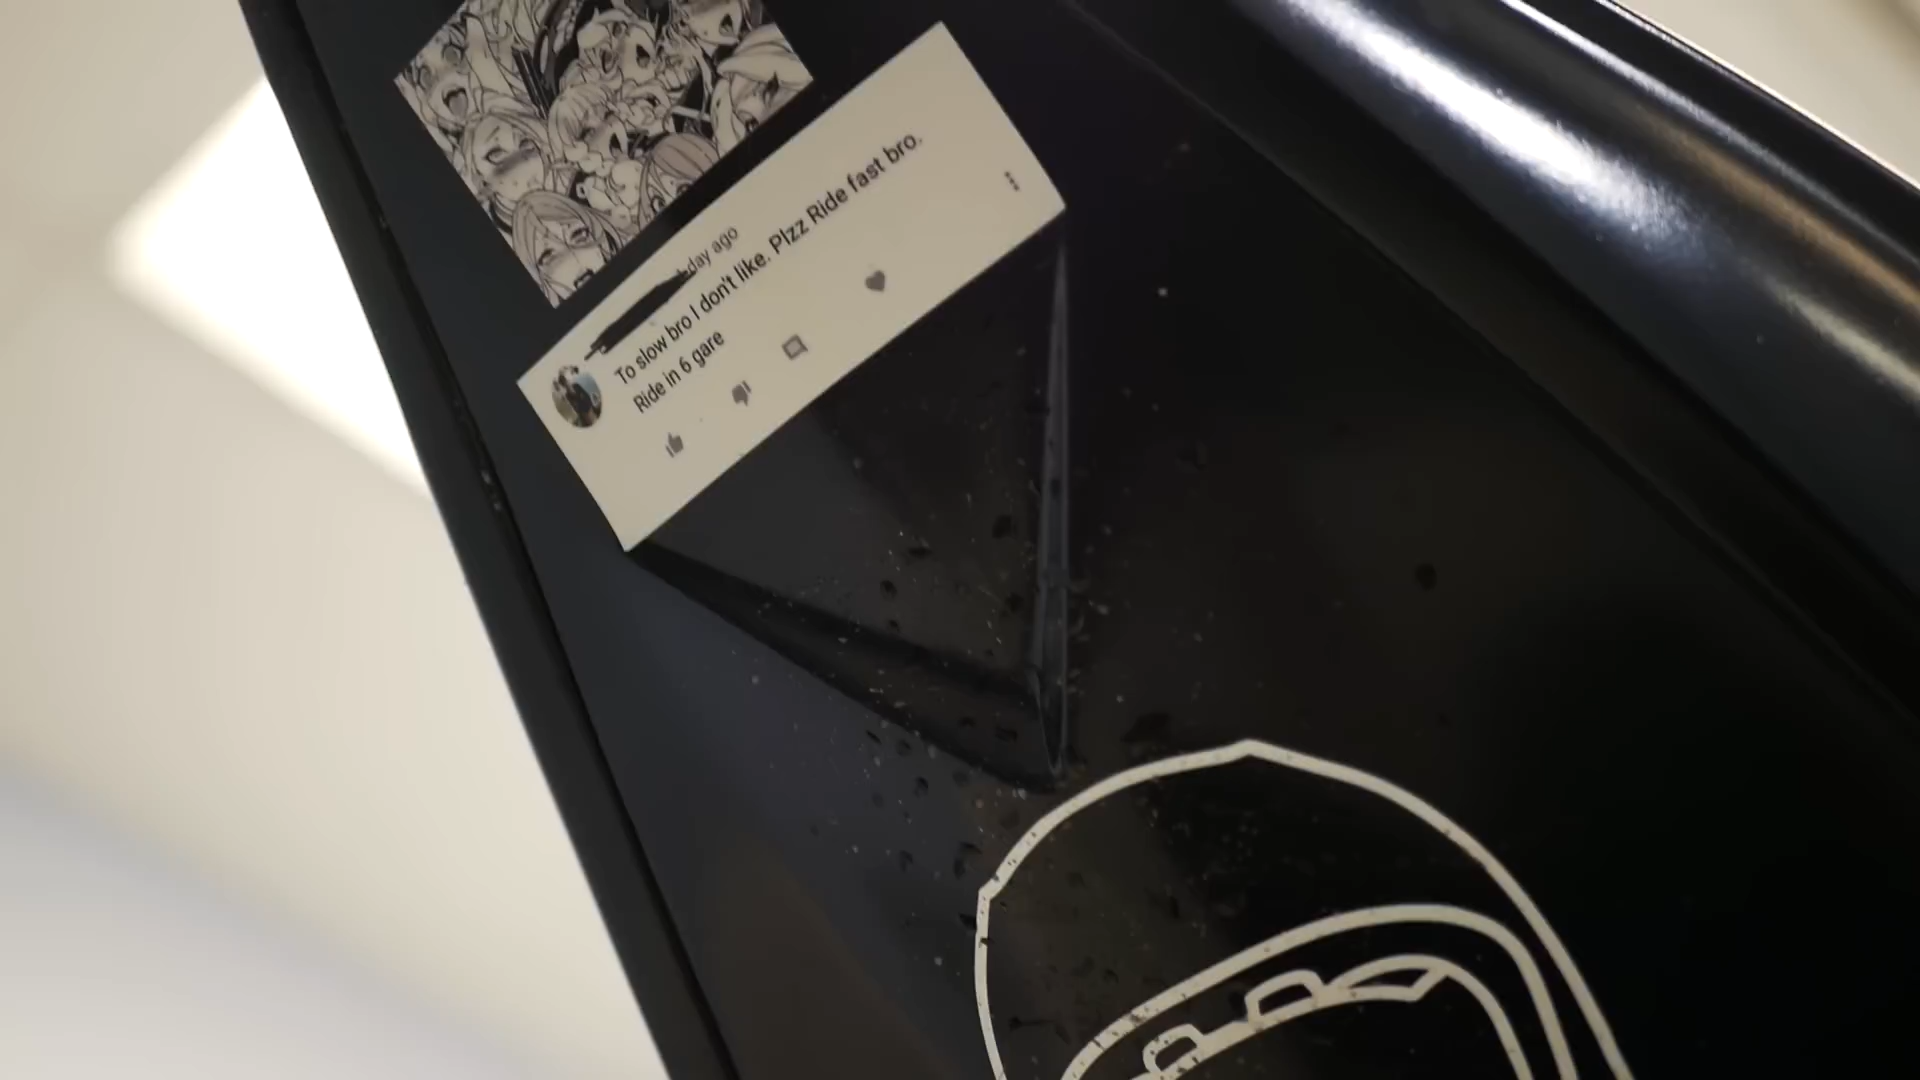 day ago
To slow bro I don't like. Plzz Ride fast bro.
Ride in 6 gare